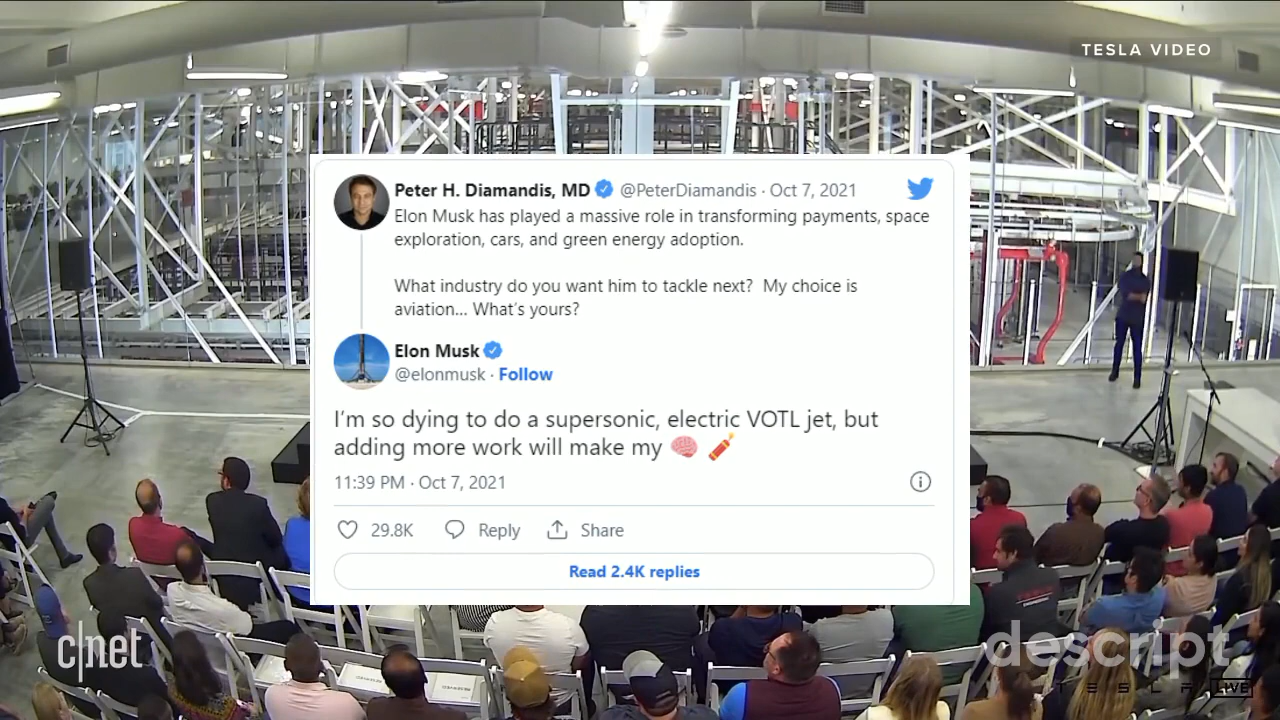 TESLA VIDEO
Peter H. Diamandis, MD @PeterDiamandis · Oct 7, 2021
Elon Musk has played a massive role in transforming payments, space
exploration, cars, and green energy adoption.
What industry do you want him to tackle next?  My choice is
aviation... What's yours?
Elon Musk
@elonmusk · Follow
I'm so dying to do a supersonic, electric VOTL jet, but
adding more work will make my 🧠 🧨
11:39 PM · Oct 7, 2021
29.8K Reply Share
Read 2.4K replies
c|net
descript
TESLA LIVE